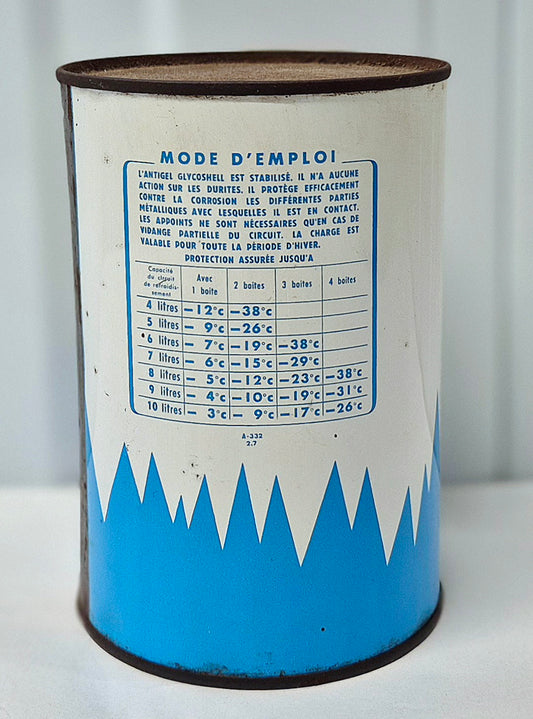 MODE D'EMPLOI
L'ANTIGEL GLYCOSHELL EST STABILISÉ. IL N'A AUCUNE
ACTION SUR LES DURITES. IL PROTÈGE EFFICACEMENT
CONTRE LA CORROSION LES DIFFÉRENTES PARTIES
MÉTALLIQUES AVEC LESQUELLES IL EST EN CONTACT.
LES APPOINTS NE SONT NÉCESSAIRES QU'EN CAS DE
VIDANGE PARTIELLE DU CIRCUIT. LA CHARGE EST
VALABLE POUR TOUTE LA PÉRIODE D'HIVER.
PROTECTION ASSURÉE JUSQU'A
Capacité
du circuit
de refroidis-
sement
Avec
1 boite
2 boites
3 boites
4 boites
4 litres -12°c -38°c
5 litres - 9°c -26°c
6 litres - 7°c -19°c -38°c
7 litres - 6°c -15°c -29°c
8 litres - 5°c -12°c -23°c -38°c
9 litres - 4°c -10°c -19°c -31°c
10 litres - 3°c - 9°c -17°c -26°c
A-332
2.7